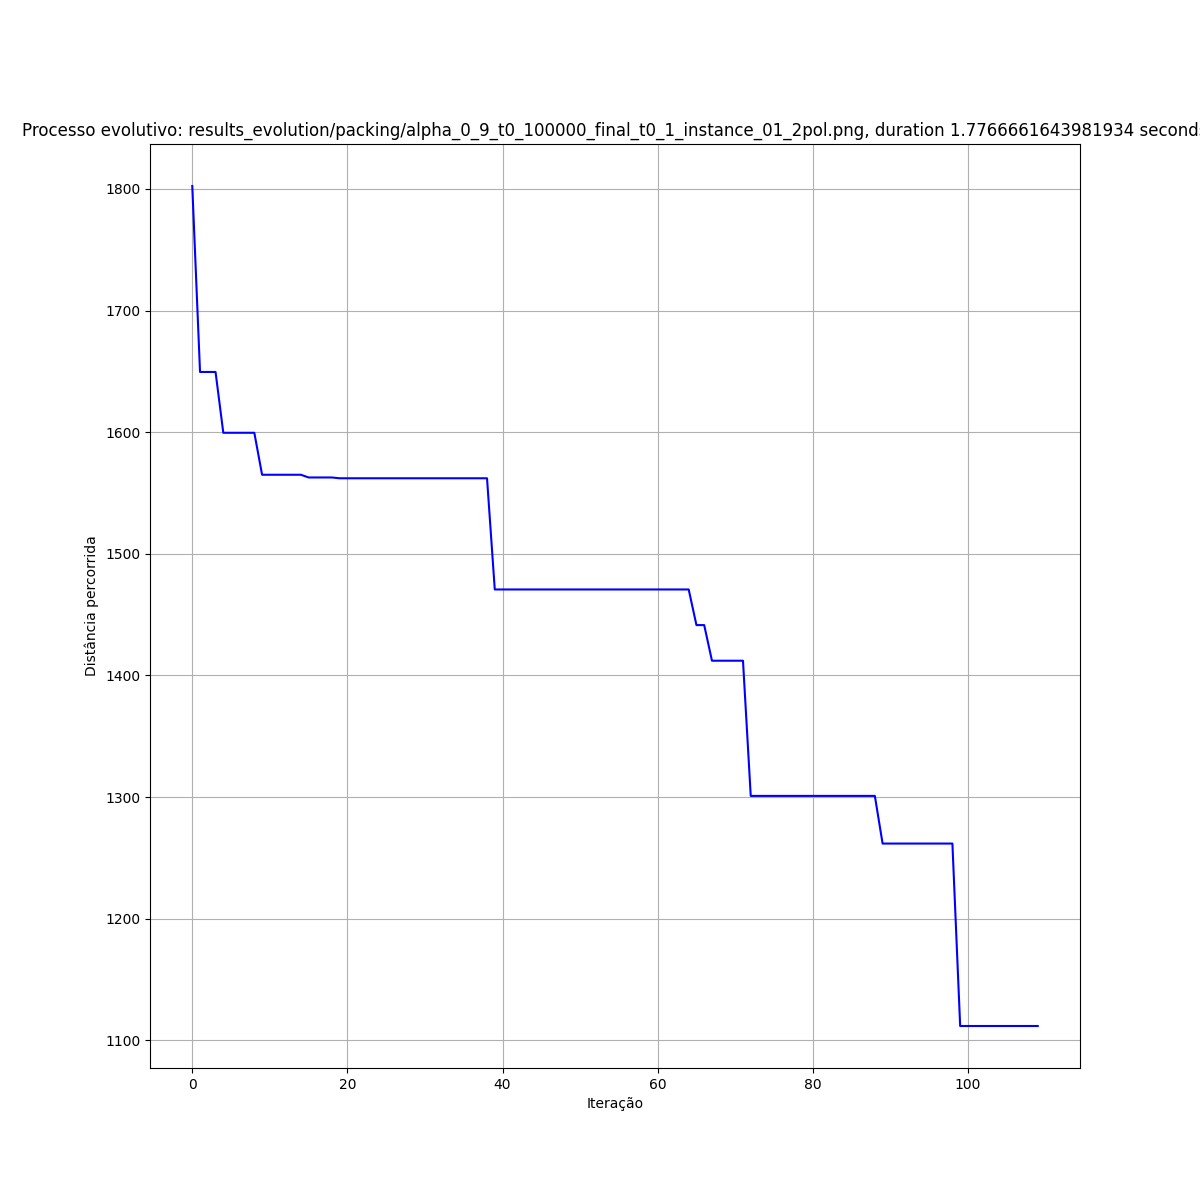 Processo evolutivo: results_evolution/packing/alpha_0_9_t0_100000_final_t0_1_instance_01_2pol.png, duration 1.7766661643981934 second
1800
1700
1600
1500
1400
1300
1200
1100
Distância percorrida
0 20 40 60 80 100
Iteração